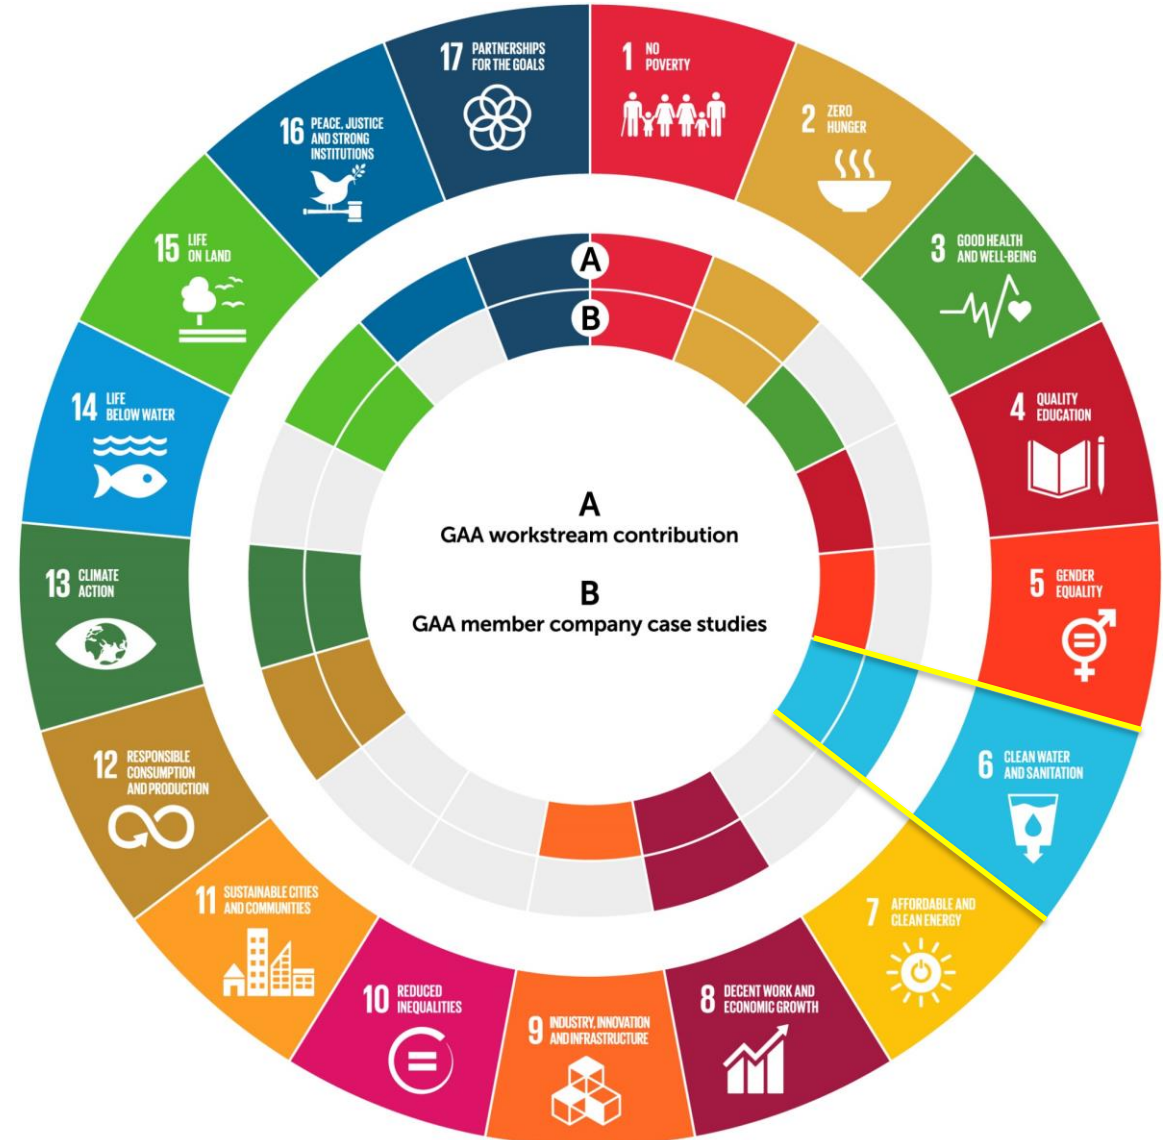 1 NO
POVERTY
2 ZERO
HUNGER
3 GOOD HEALTH
AND WELL-BEING
4 QUALITY
EDUCATION
5 GENDER
EQUALITY
6 CLEAN WATER
AND SANITATION
7 AFFORDABLE AND
CLEAN ENERGY
8 DECENT WORK AND
ECONOMIC GROWTH
9 INDUSTRY, INNOVATION
AND INFRASTRUCTURE
10 REDUCED
INEQUALITIES
11 SUSTAINABLE CITIES
AND COMMUNITIES
12 RESPONSIBLE
CONSUMPTION
AND PRODUCTION
13 CLIMATE
ACTION
14 LIFE
BELOW WATER
15 LIFE
ON LAND
16 PEACE, JUSTICE
AND STRONG
INSTITUTIONS
17 PARTNERSHIPS
FOR THE GOALS
A
B
A
GAA workstream contribution
B
GAA member company case studies